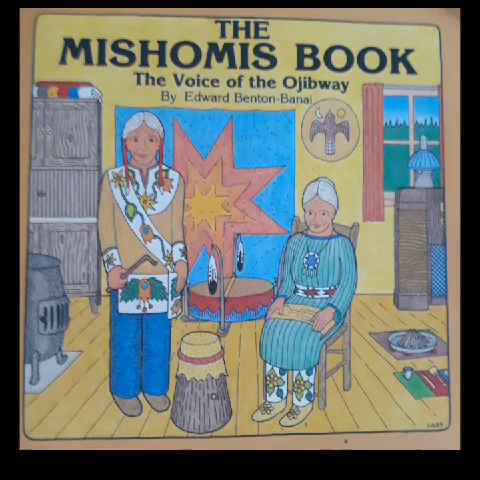 THE
MISHOMIS BOOK
The Voice of the Ojibway
By Edward Benton-Banai